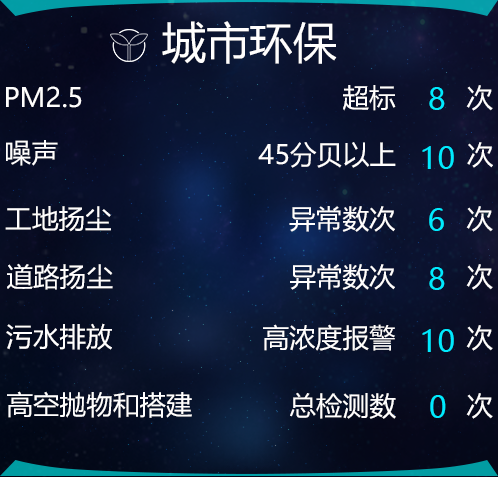 城市环保
PM2.5 超标 8 次
噪声 45分贝以上 10 次
工地扬尘 异常数次 6 次
道路扬尘 异常数次 8 次
污水排放 高浓度报警 10 次
高空抛物和搭建 总检测数 0 次